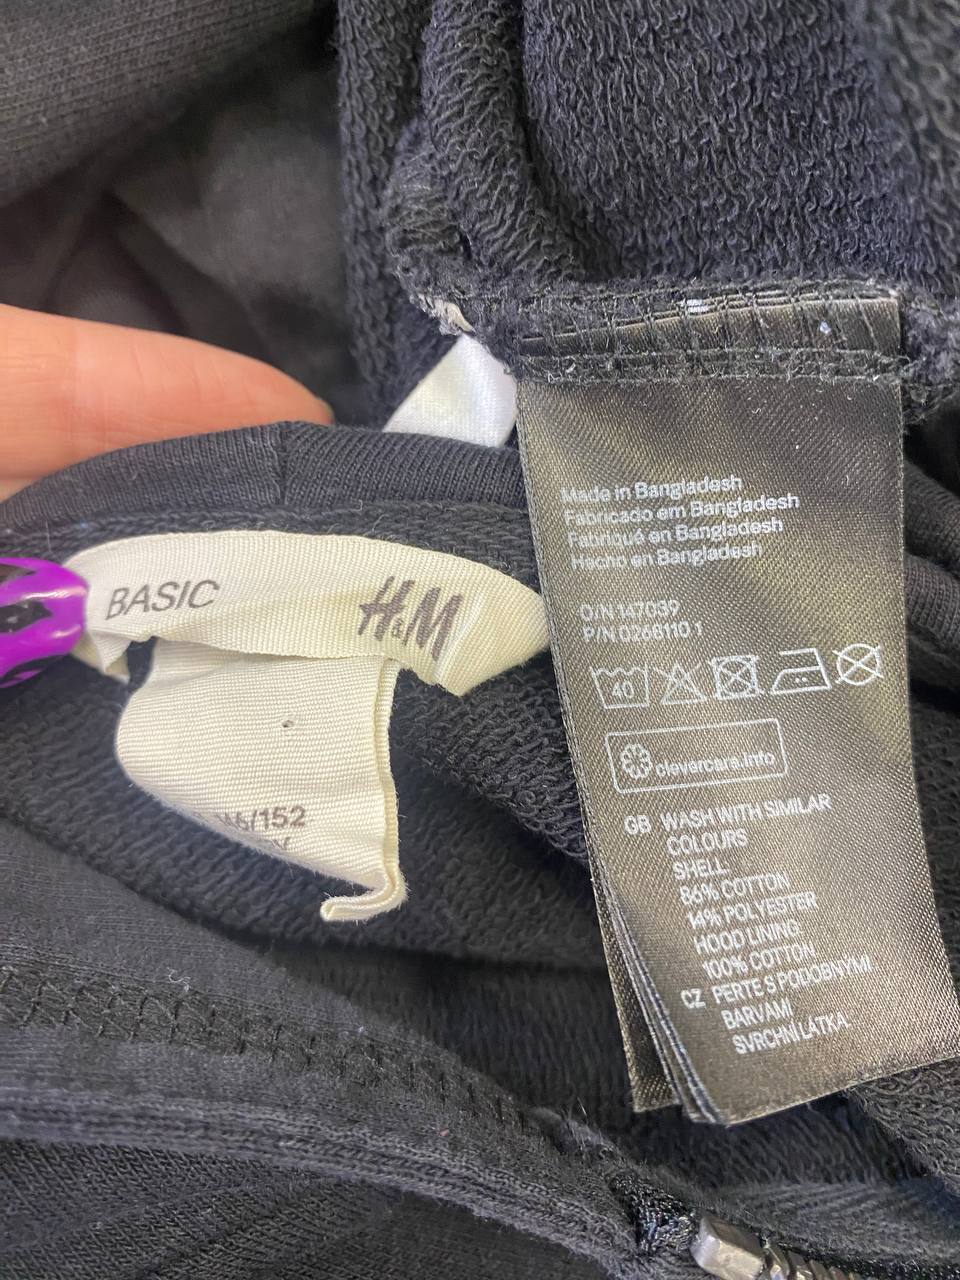 BASIC
H&M
/152
Made in Bangladesh
Fabricado em Bangladesh
Fabriqué en Bangladesh
Hecho en Bangladesh
O/N 147039
P/N 0268110 1
40
clevercare.info
GB WASH WITH SIMILAR
COLOURS
SHELL:
86% COTTON
14% POLYESTER
HOOD LINING:
100% COTTON
CZ PERTE S PODOBNÝMI
BARVAMI
SVRCHNÍ LÁTKA: